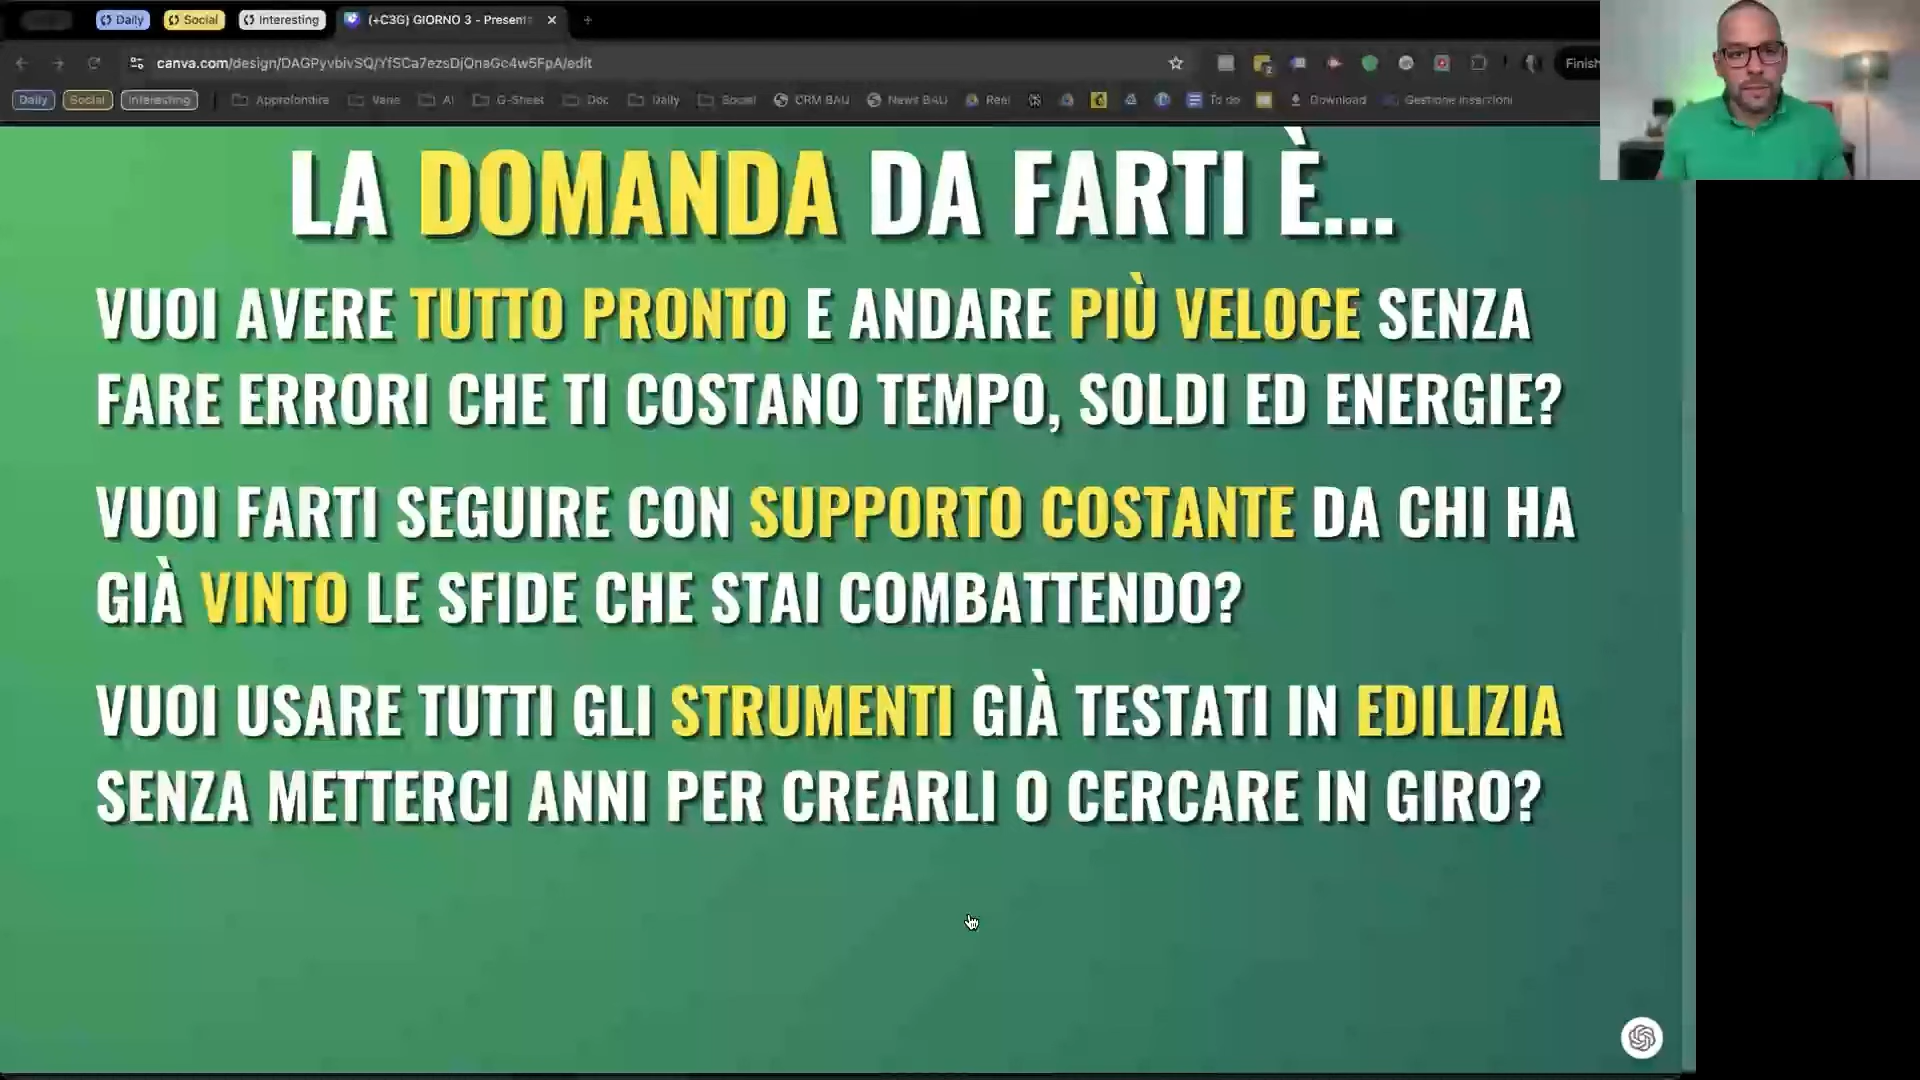 Daily
Social
Interesting
(+C3G) GIORNO 3 - Present
canva.com/design/DAGPyvbivSQ/YfSCa7ezsDjQnaGc4w5FpA/edit
Finish
Daily
Social
Interesting
Approfondire
Varie
AI
G-Sheet
Doc
Daily
Social
CRM BAU
News BAU
Reel
To do
Download
Gestione inserzioni
LA DOMANDA DA FARTI È...
VUOI AVERE TUTTO PRONTO E ANDARE PIÙ VELOCE SENZA
FARE ERRORI CHE TI COSTANO TEMPO, SOLDI ED ENERGIE?
VUOI FARTI SEGUIRE CON SUPPORTO COSTANTE DA CHI HA
GIÀ VINTO LE SFIDE CHE STAI COMBATTENDO?
VUOI USARE TUTTI GLI STRUMENTI GIÀ TESTATI IN EDILIZIA
SENZA METTERCI ANNI PER CREARLI O CERCARE IN GIRO?